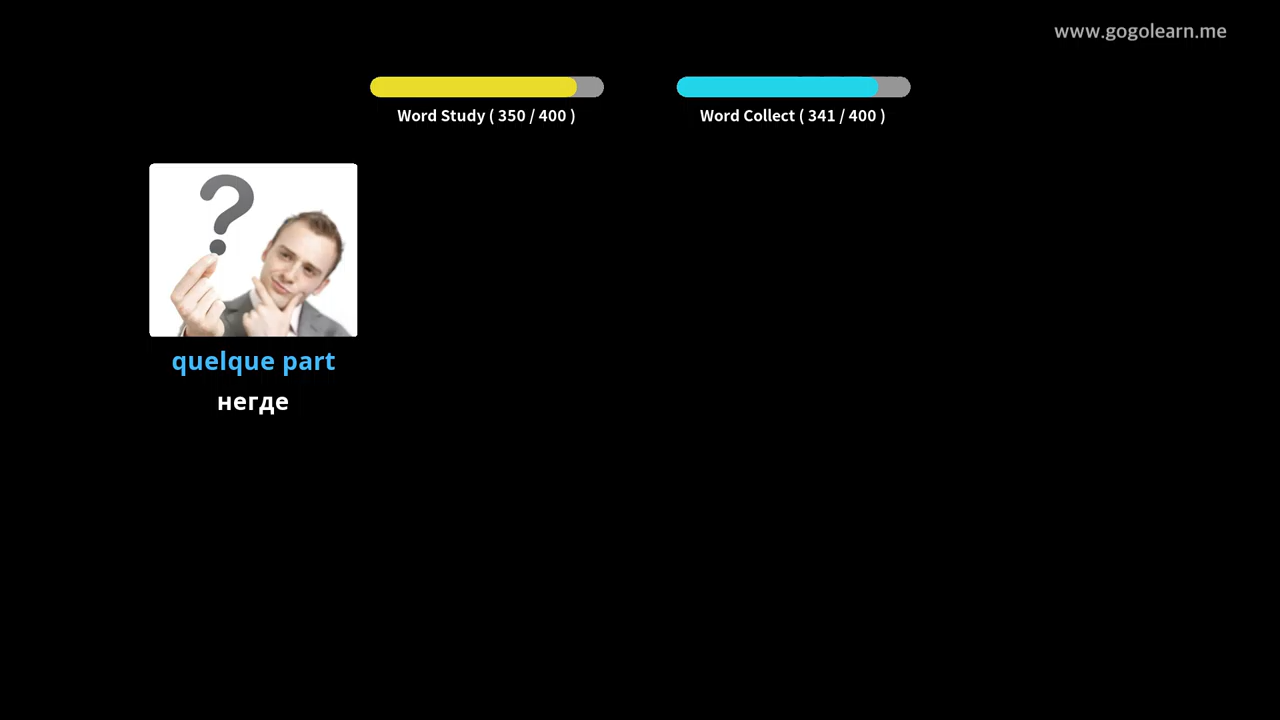 www.gogolearn.me
Word Study ( 350 / 400 )
Word Collect ( 341 / 400 )
?
quelque part
негде